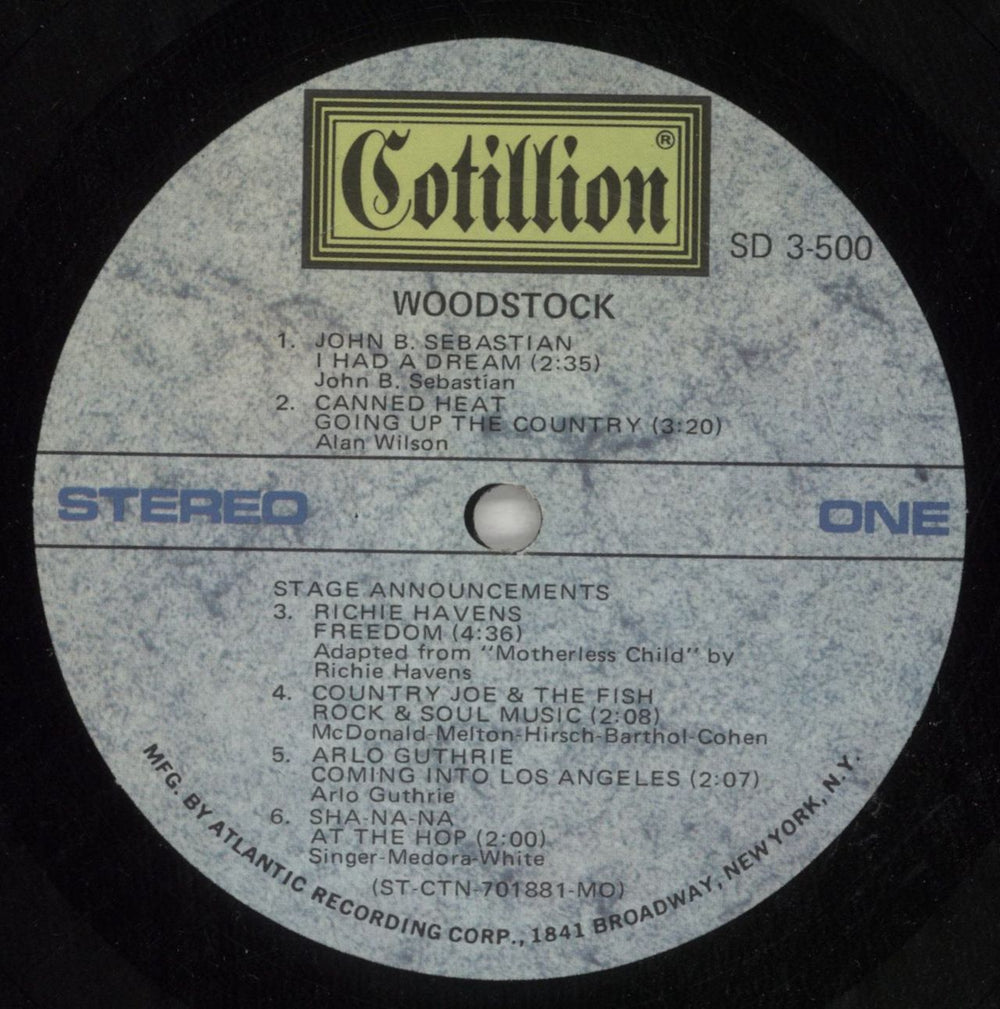 Cotillion®
SD 3-500
WOODSTOCK
1. JOHN B. SEBASTIAN
I HAD A DREAM (2:35)
John B. Sebastian
2. CANNED HEAT
GOING UP THE COUNTRY (3:20)
Alan Wilson
STEREO
ONE
STAGE ANNOUNCEMENTS
3. RICHIE HAVENS
FREEDOM (4:36)
Adapted from "Motherless Child" by
Richie Havens
4. COUNTRY JOE & THE FISH
ROCK & SOUL MUSIC (2:08)
McDonald-Melton-Hirsch-Barthol-Cohen
5. ARLO GUTHRIE
COMING INTO LOS ANGELES (2:07)
Arlo Guthrie
6. SHA-NA-NA
AT THE HOP (2:00)
Singer-Medora-White
(ST-CTN-701881-MO)
MFG. BY ATLANTIC RECORDING CORP., 1841 BROADWAY, NEW YORK, N.Y.